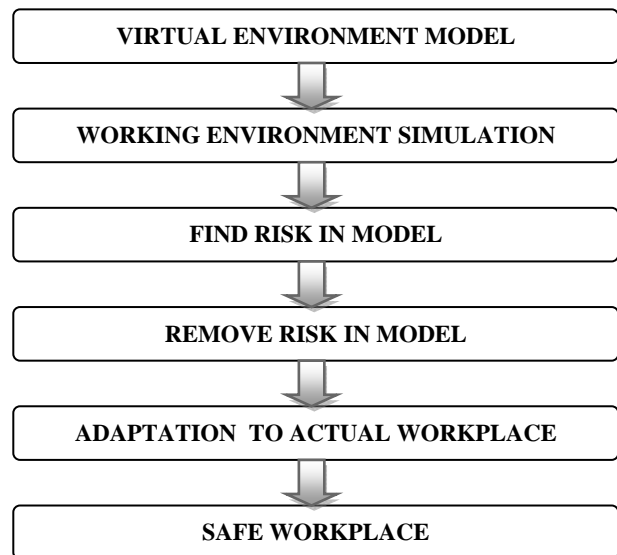 VIRTUAL ENVIRONMENT MODEL
WORKING ENVIRONMENT SIMULATION
FIND RISK IN MODEL
REMOVE RISK IN MODEL
ADAPTATION TO ACTUAL WORKPLACE
SAFE WORKPLACE